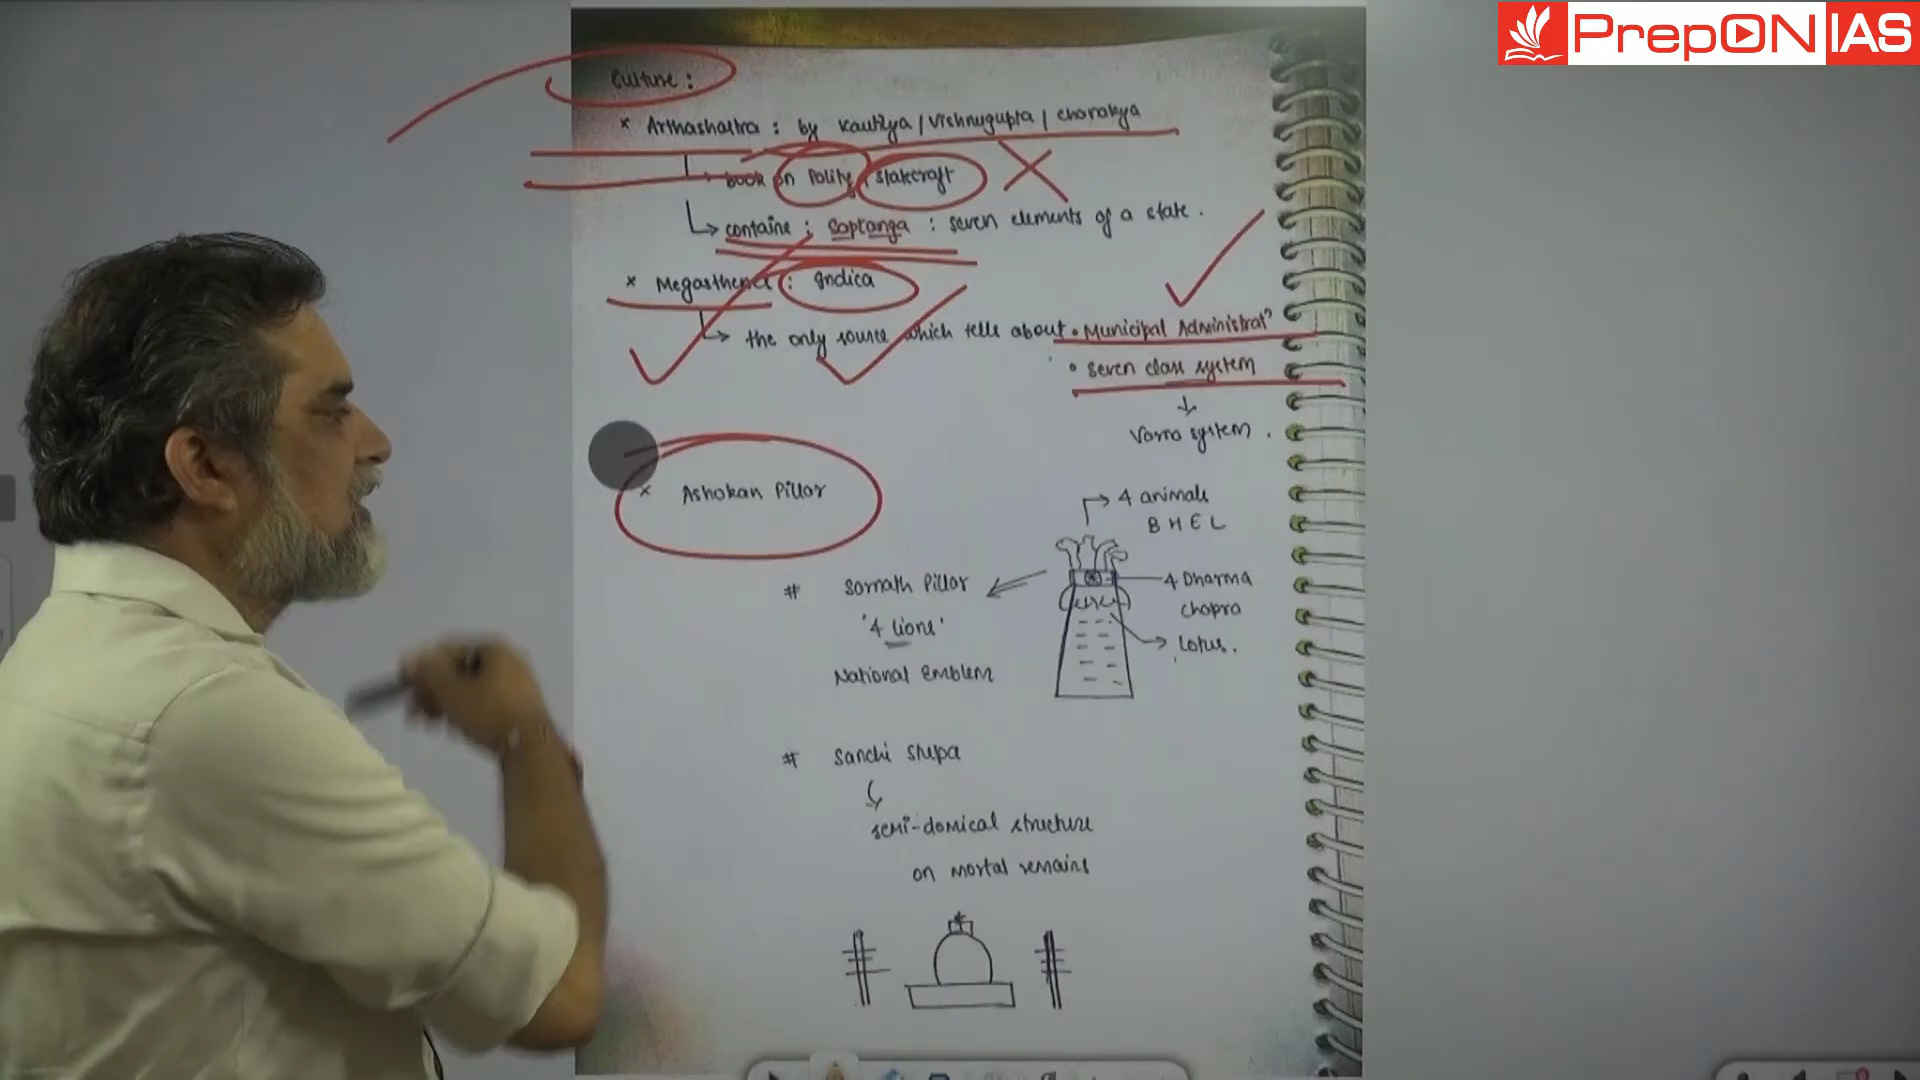 PrepON IAS
Culture :
× Arthashastra : by Kautilya / Vishnugupta / Chanakya
book on Polity, statecraft
contains : Saptanga : seven elements of a state.
× Megasthenes : Indica
the only source which tells about • Municipal Administratⁿ
• seven class system
Varna system.
× Ashokan Pillar
4 animals
B H E L
# Sarnath Pillar
4 Dharma
chakra
'4 lions'
Lotus.
National Emblem
# Sanchi Stupa
semi-domical structure
on mortal remains